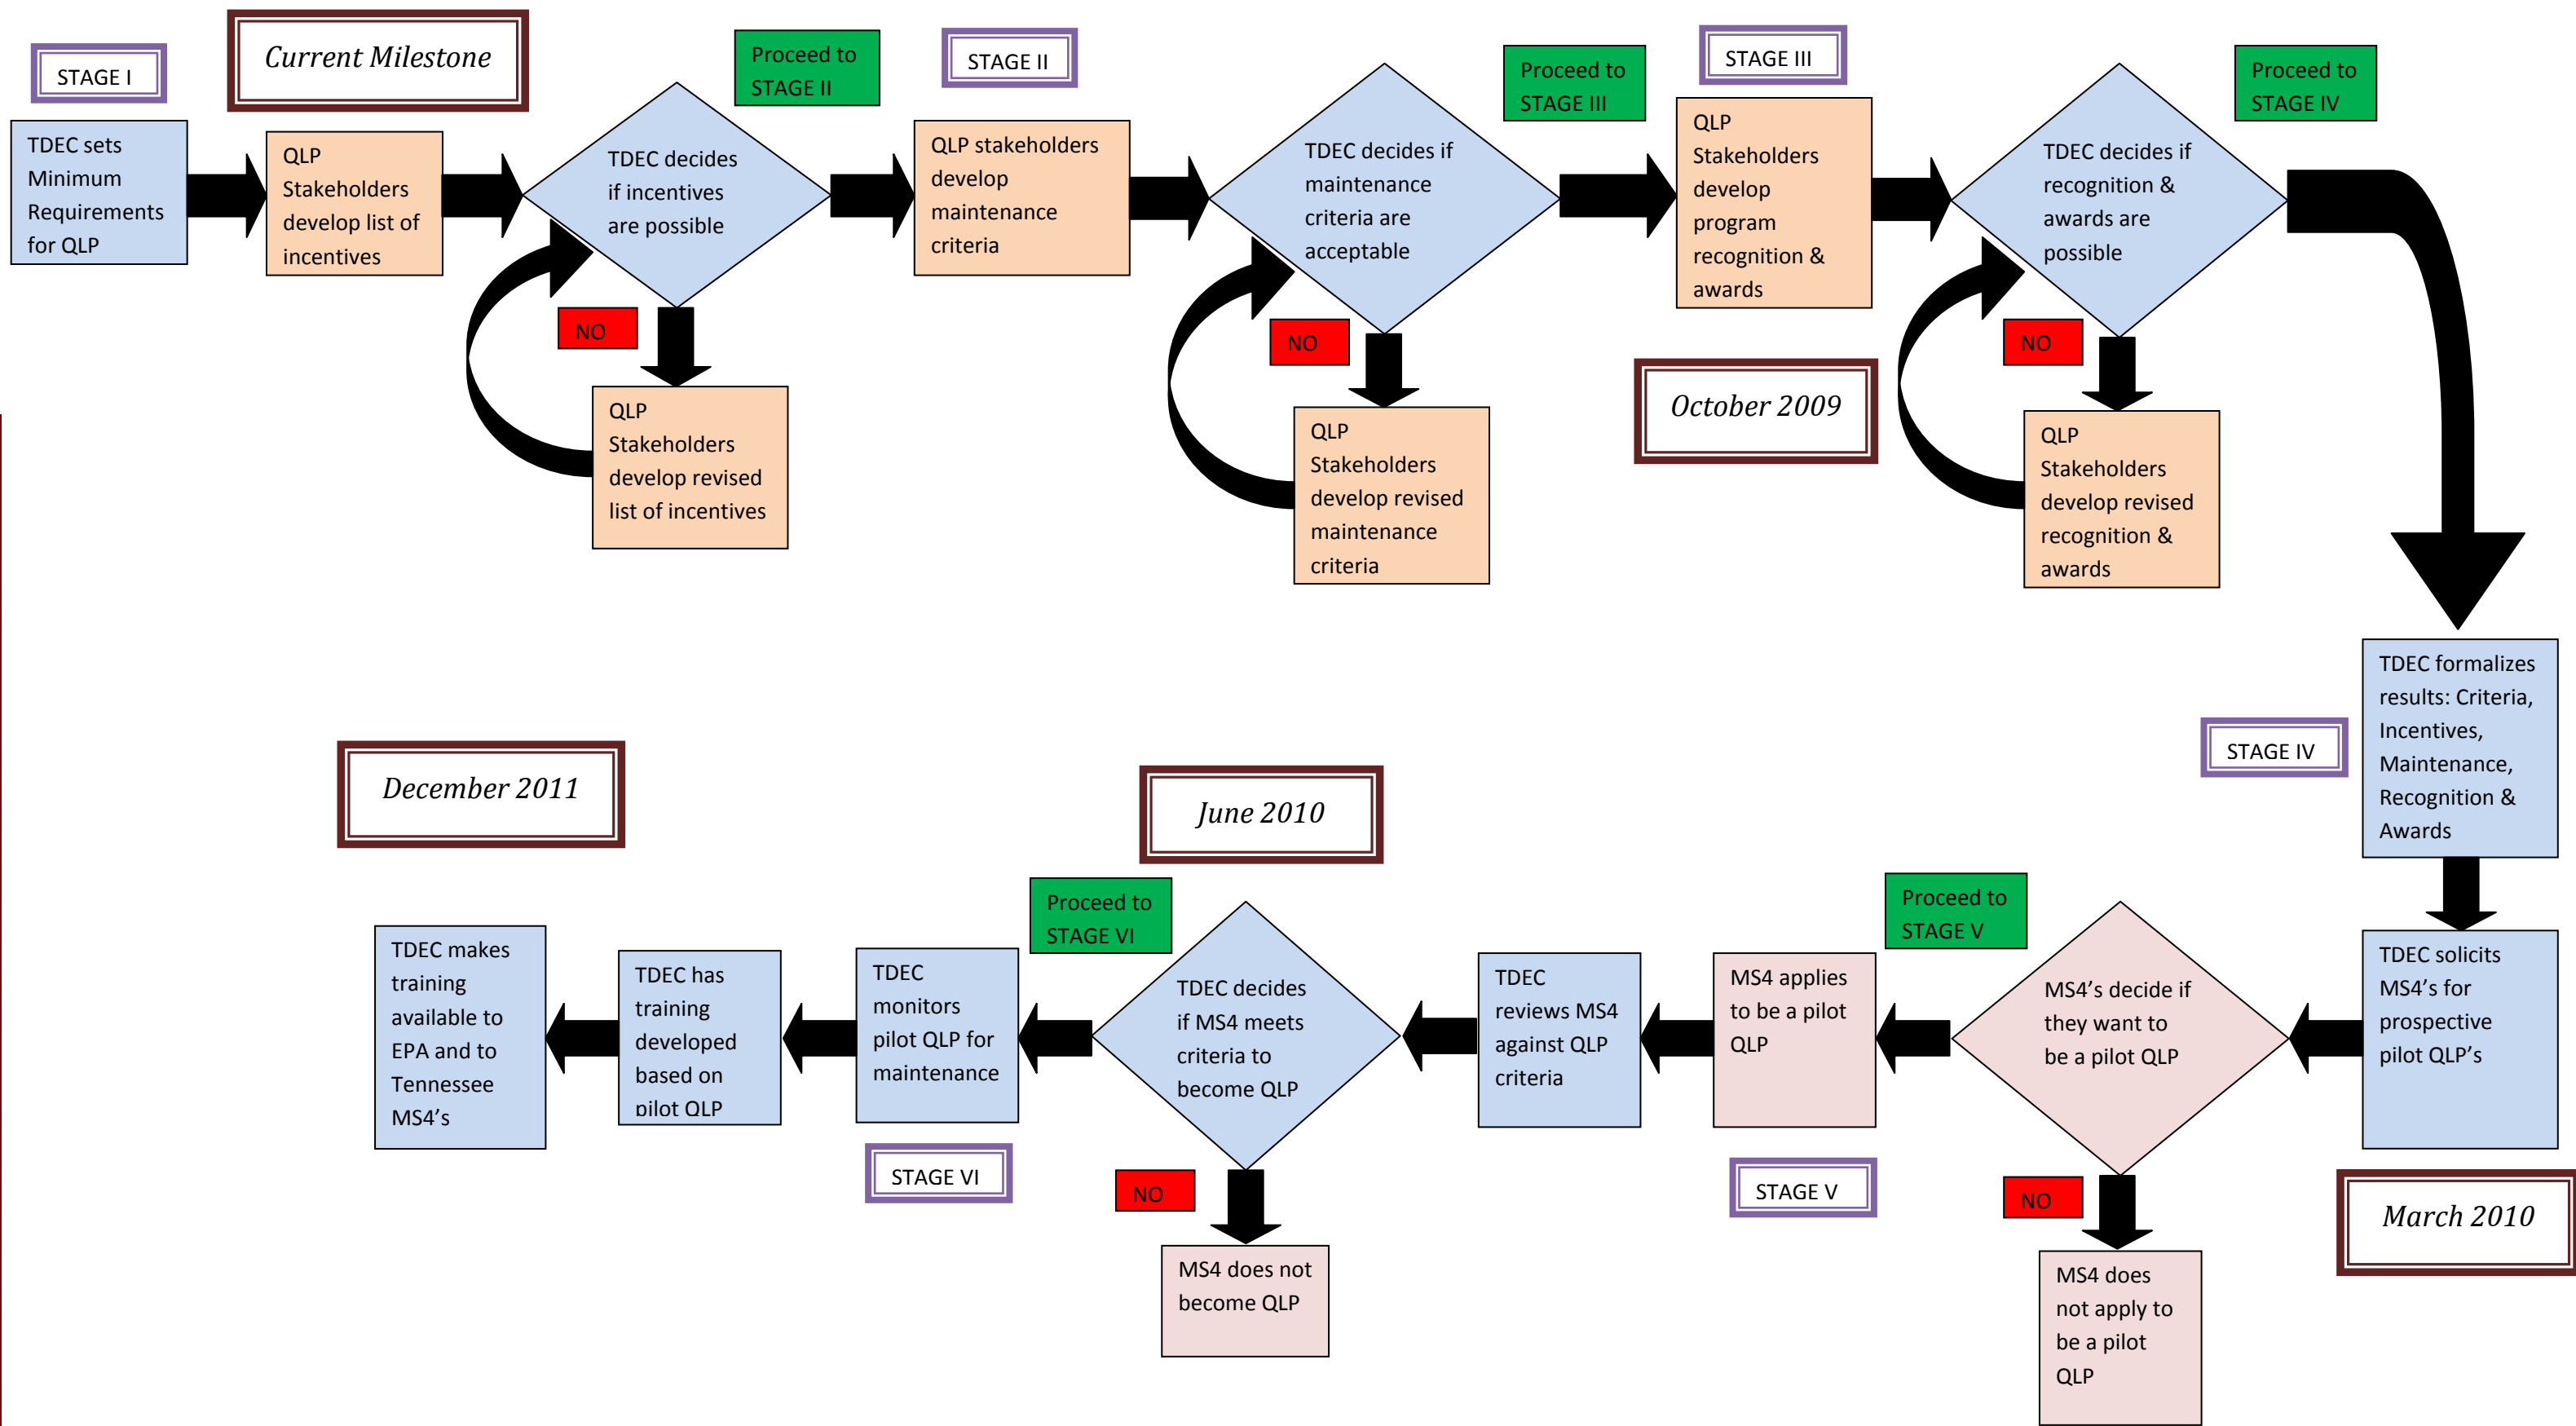 STAGE I
Current Milestone
Proceed to
STAGE II
STAGE II
Proceed to
STAGE III
STAGE III
Proceed to
STAGE IV
TDEC sets
Minimum
Requirements
for QLP
QLP
Stakeholders
develop list of
incentives
TDEC decides
if incentives
are possible
QLP stakeholders
develop
maintenance
criteria
TDEC decides if
maintenance
criteria are
acceptable
QLP
Stakeholders
develop
program
recognition &
awards
TDEC decides if
recognition &
awards are
possible
NO
NO
NO
QLP
Stakeholders
develop revised
list of incentives
QLP
Stakeholders
develop revised
maintenance
criteria
October 2009
QLP
Stakeholders
develop revised
recognition &
awards
TDEC formalizes
results: Criteria,
Incentives,
Maintenance,
Recognition &
Awards
STAGE IV
December 2011
June 2010
Proceed to
STAGE VI
Proceed to
STAGE V
TDEC makes
training
available to
EPA and to
Tennessee
MS4’s
TDEC has
training
developed
based on
pilot QLP
TDEC
monitors
pilot QLP for
maintenance
TDEC decides
if MS4 meets
criteria to
become QLP
TDEC
reviews MS4
against QLP
criteria
MS4 applies
to be a pilot
QLP
MS4’s decide if
they want to
be a pilot QLP
TDEC solicits
MS4’s for
prospective
pilot QLP’s
STAGE VI
NO
STAGE V
NO
March 2010
MS4 does not
become QLP
MS4 does
not apply to
be a pilot
QLP